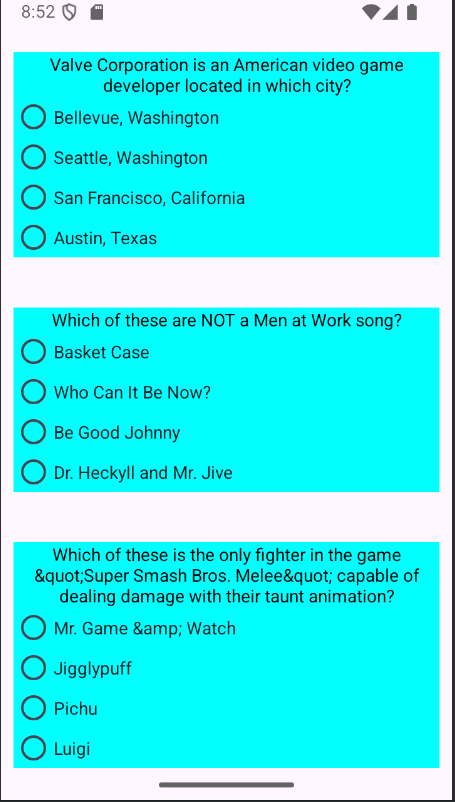 8:52
Valve Corporation is an American video game
developer located in which city?
Bellevue, Washington
Seattle, Washington
San Francisco, California
Austin, Texas
Which of these are NOT a Men at Work song?
Basket Case
Who Can It Be Now?
Be Good Johnny
Dr. Heckyll and Mr. Jive
Which of these is the only fighter in the game
&quot;Super Smash Bros. Melee&quot; capable of
dealing damage with their taunt animation?
Mr. Game &amp; Watch
Jigglypuff
Pichu
Luigi